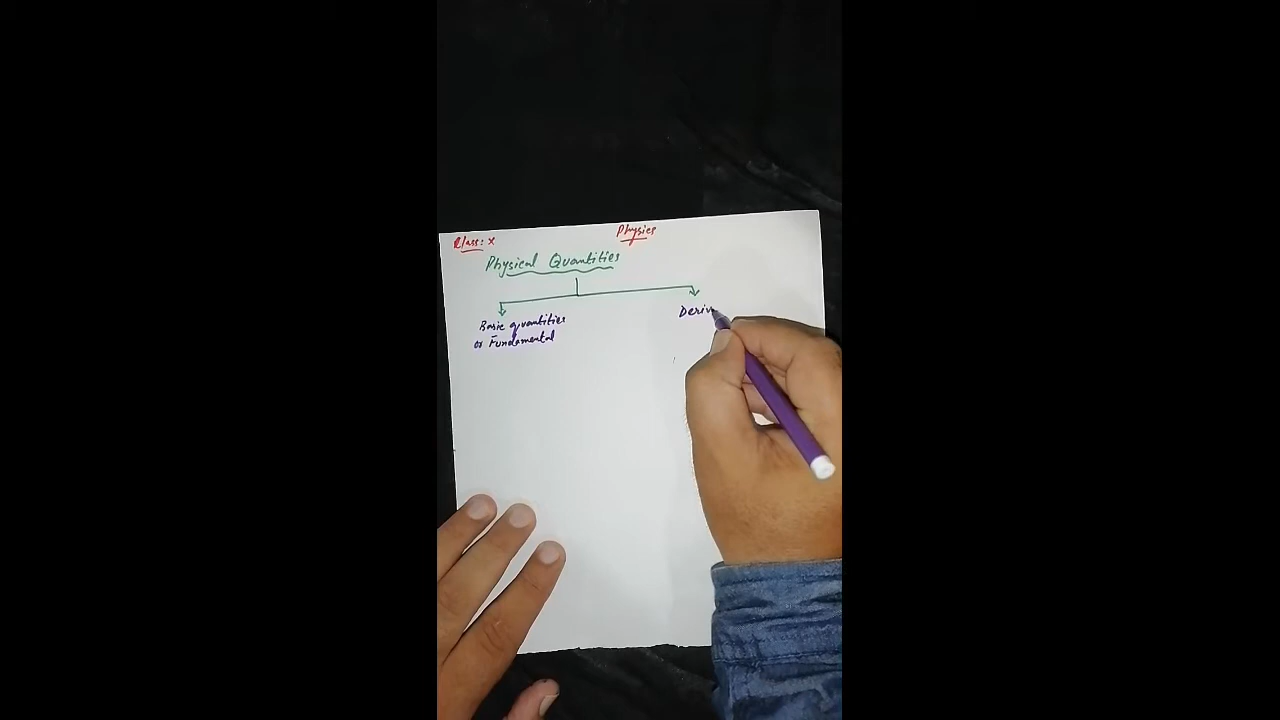 Class: X
Physics
Physical Quantities
Basic quantities
or Fundamental
Deriv